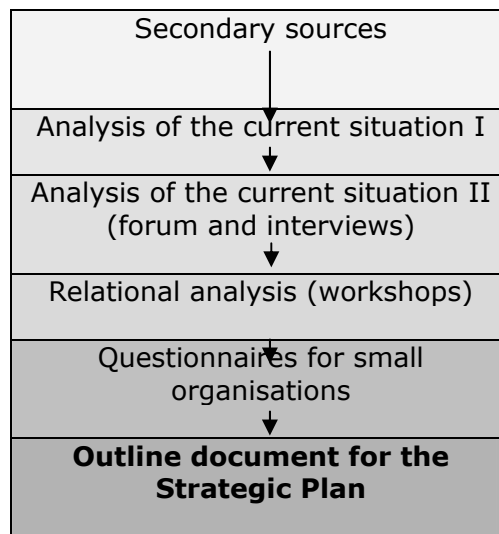 Secondary sources
Analysis of the current situation I
Analysis of the current situation II
(forum and interviews)
Relational analysis (workshops)
Questionnaires for small
organisations
Outline document for the
Strategic Plan